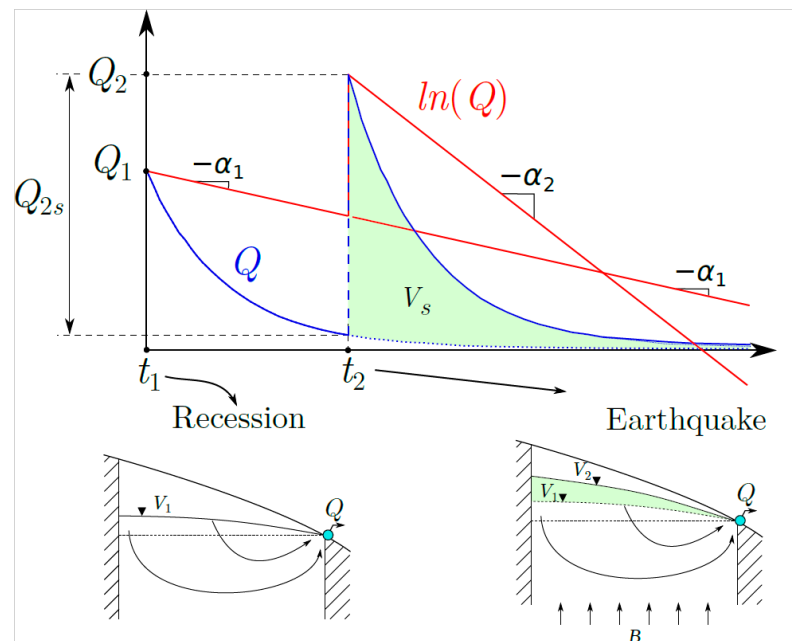 Q₂
ln(Q)
Q₁
−α₁
−α₂
Q₂ₛ
Q
Vₛ
−α₁
t₁
t₂
Recession
Earthquake
V₁
Q
V₂
V₁
Q
B